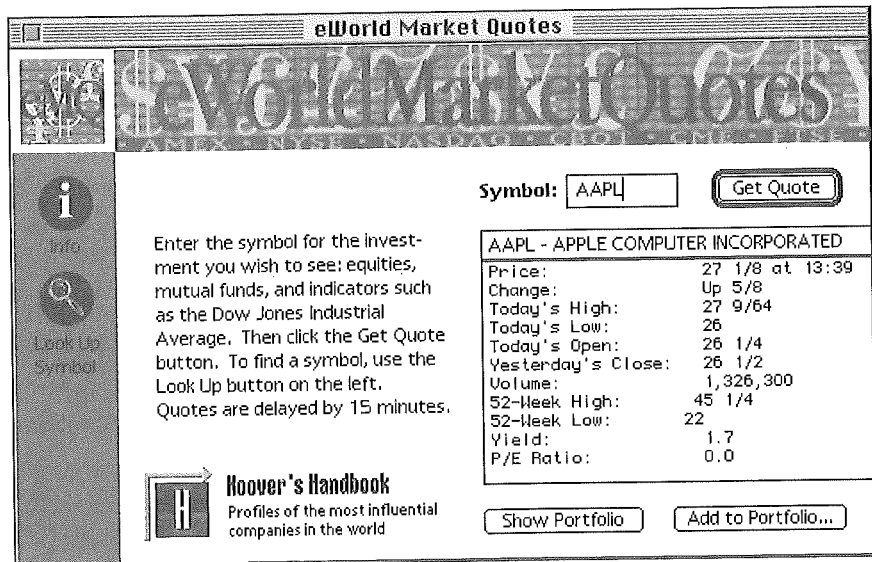 eWorld Market Quotes
eWorldMarketQuotes
AMEX • NYSE • NASDAQ • CBOT • CME • FTSE •
Symbol: AAPL Get Quote
Info
Look Up
Symbol
Enter the symbol for the invest-
ment you wish to see: equities,
mutual funds, and indicators such
as the Dow Jones Industrial
Average. Then click the Get Quote
button. To find a symbol, use the
Look Up button on the left.
Quotes are delayed by 15 minutes.
AAPL - APPLE COMPUTER INCORPORATED
Price: 27 1/8 at 13:39
Change: Up 5/8
Today's High: 27 9/64
Today's Low: 26
Today's Open: 26 1/4
Yesterday's Close: 26 1/2
Volume: 1,326,300
52-Week High: 45 1/4
52-Week Low: 22
Yield: 1.7
P/E Ratio: 0.0
H
Hoover's Handbook
Profiles of the most influential
companies in the world
Show Portfolio Add to Portfolio...